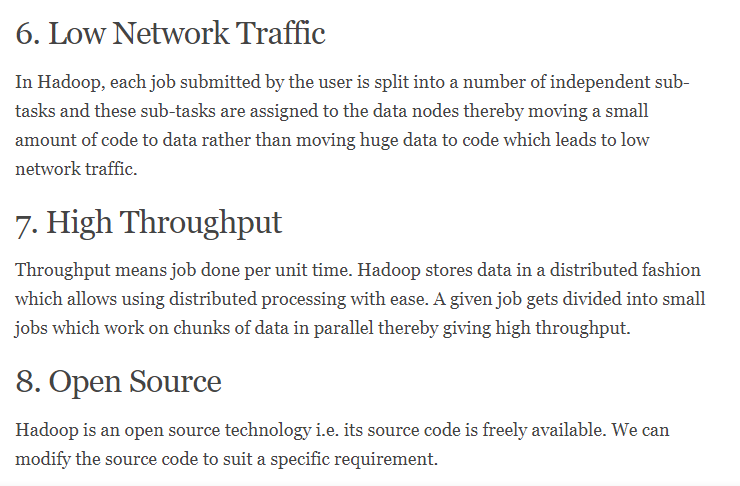 6. Low Network Traffic
In Hadoop, each job submitted by the user is split into a number of independent sub-
tasks and these sub-tasks are assigned to the data nodes thereby moving a small
amount of code to data rather than moving huge data to code which leads to low
network traffic.
7. High Throughput
Throughput means job done per unit time. Hadoop stores data in a distributed fashion
which allows using distributed processing with ease. A given job gets divided into small
jobs which work on chunks of data in parallel thereby giving high throughput.
8. Open Source
Hadoop is an open source technology i.e. its source code is freely available. We can
modify the source code to suit a specific requirement.